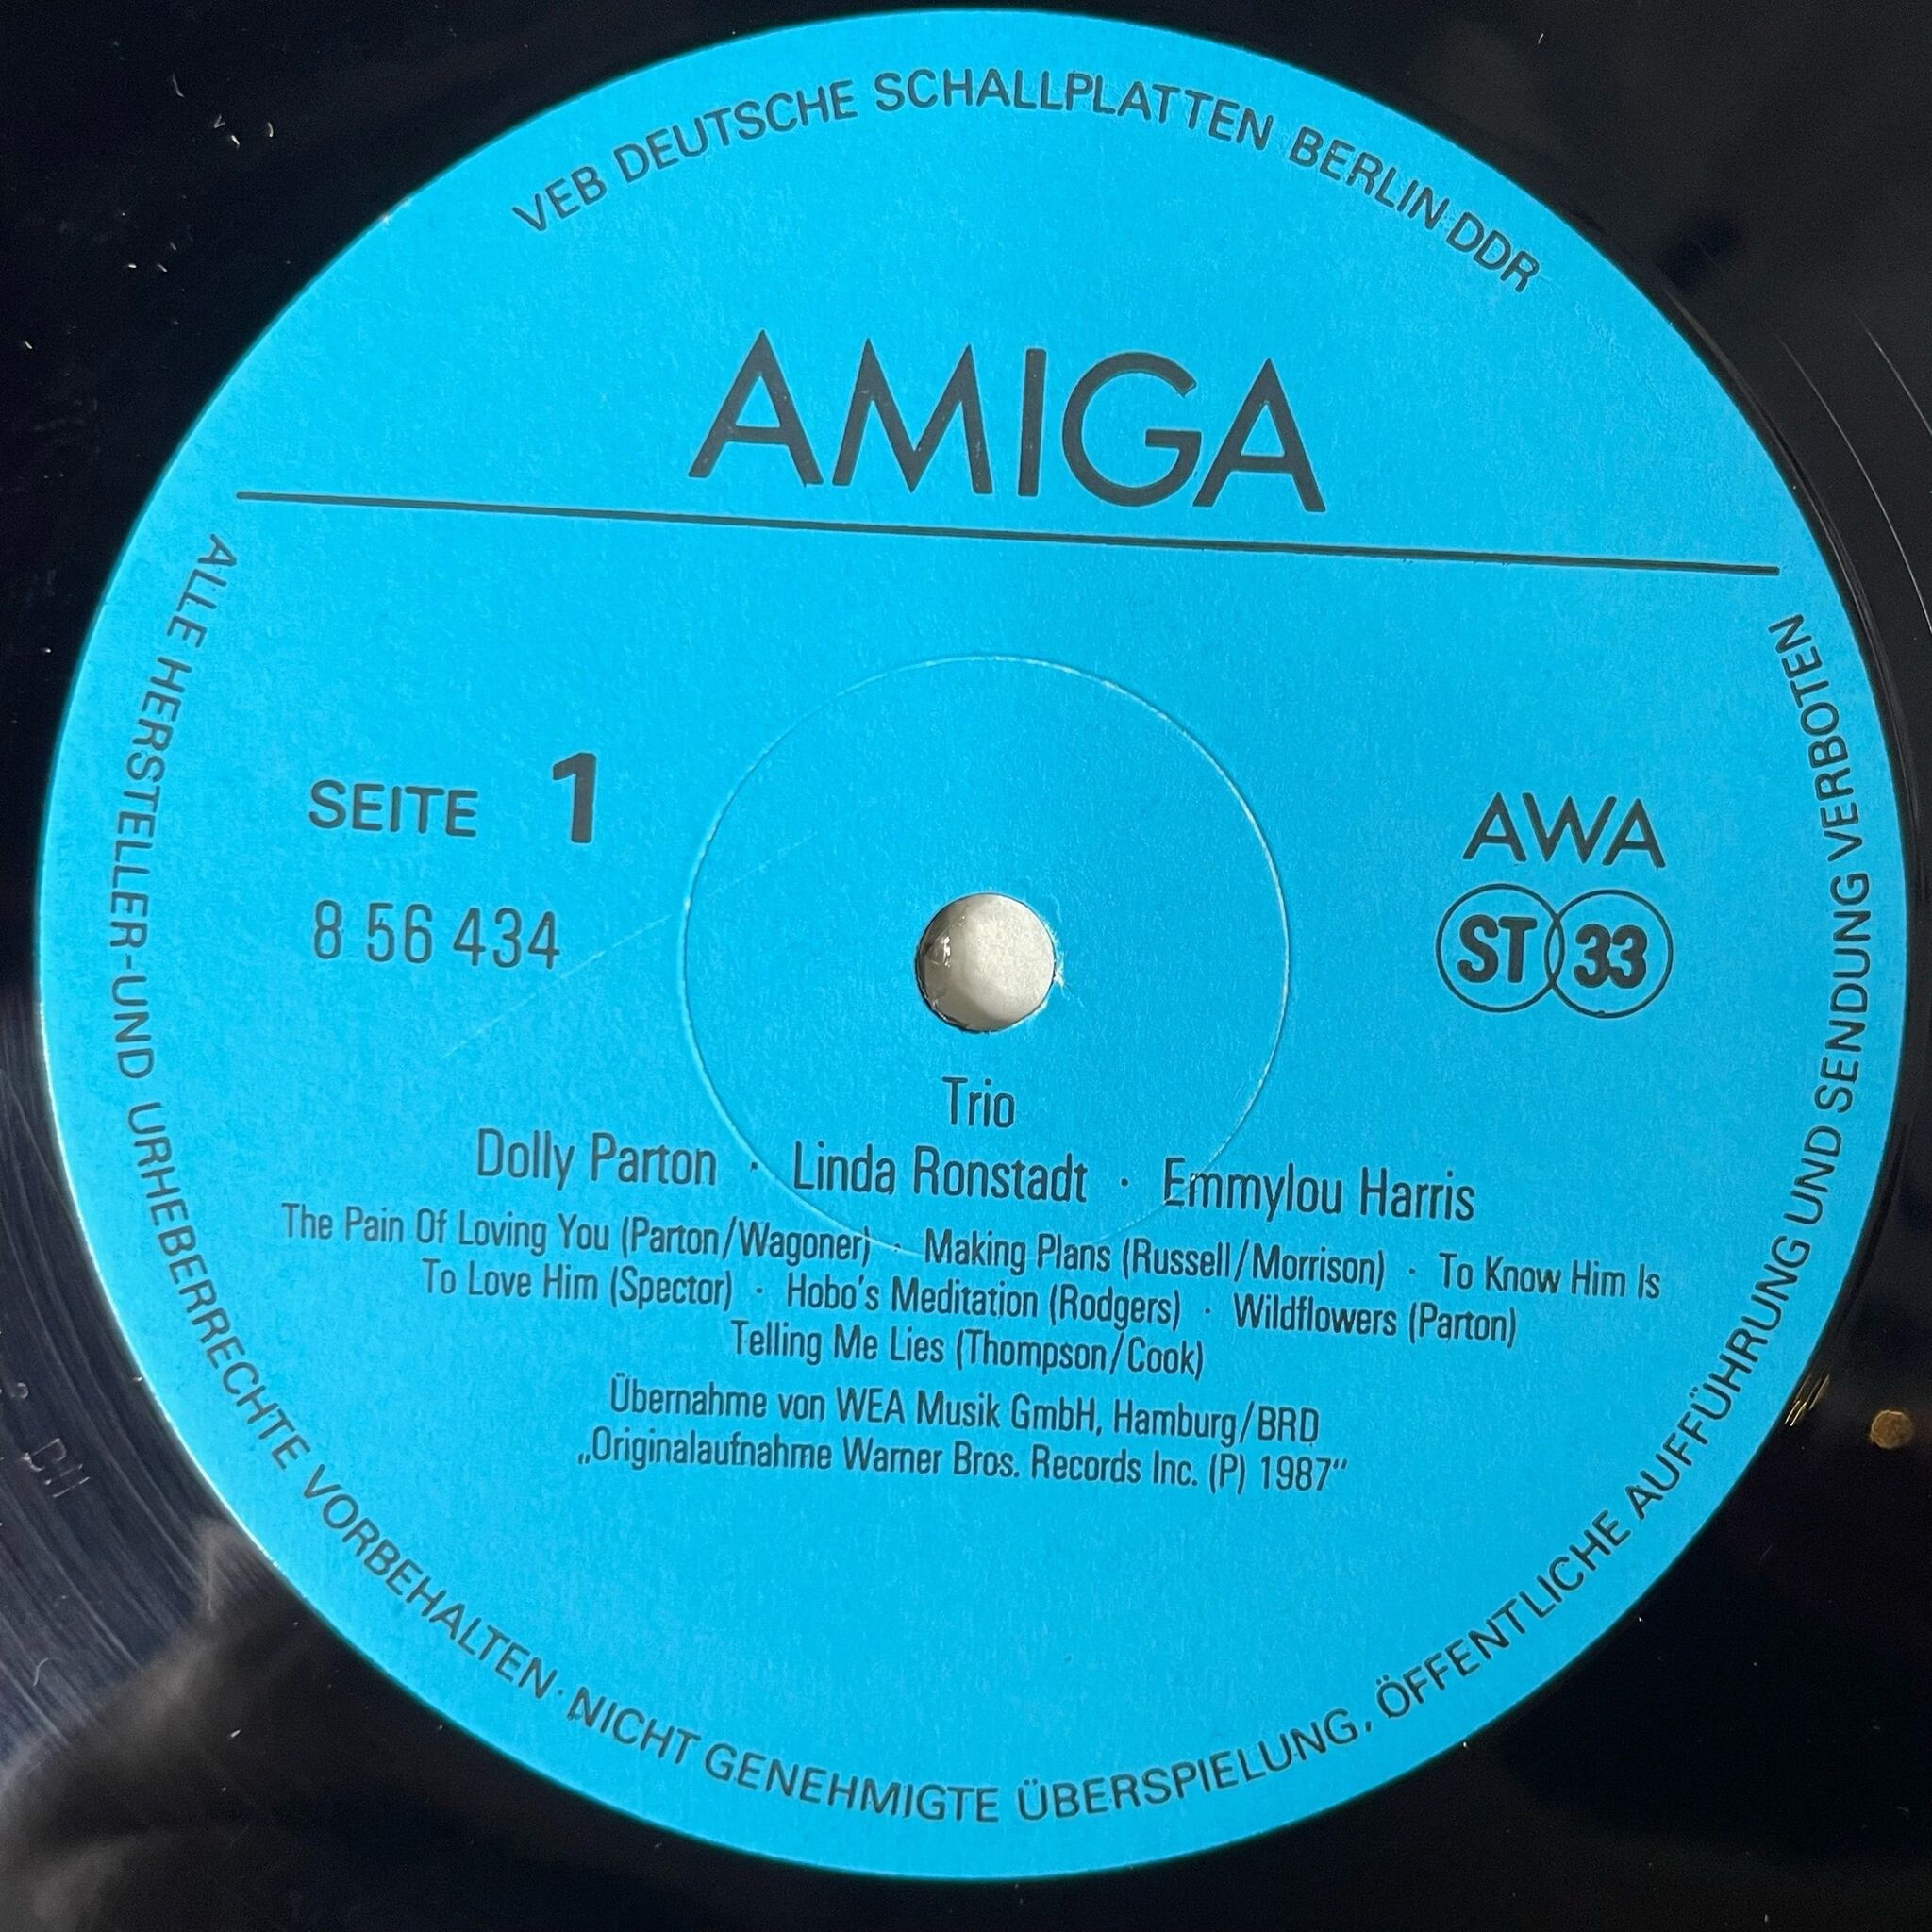 VEB DEUTSCHE SCHALLPLATTEN BERLIN·DDR
AMIGA
SEITE 1
8 56 434
AWA
ST 33
Trio
Dolly Parton · Linda Ronstadt · Emmylou Harris
The Pain Of Loving You (Parton/Wagoner) · Making Plans (Russell/Morrison) · To Know Him Is
To Love Him (Spector) · Hobo's Meditation (Rodgers) · Wildflowers (Parton)
Telling Me Lies (Thompson/Cook)
Übernahme von WEA Musik GmbH, Hamburg/BRD
„Originalaufnahme Warner Bros. Records Inc. (P) 1987“
ALLE HERSTELLER-UND URHEBERRECHTE VORBEHALTEN·NICHT GENEHMIGTE ÜBERSPIELUNG, ÖFFENTLICHE AUFFÜHRUNG UND SENDUNG VERBOTEN